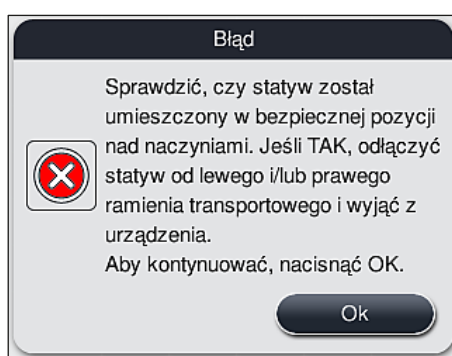 Błąd
Sprawdzić, czy statyw został
umieszczony w bezpiecznej pozycji
nad naczyniami. Jeśli TAK, odłączyć
statyw od lewego i/lub prawego
ramienia transportowego i wyjąć z
urządzenia.
Aby kontynuować, nacisnąć OK.
Ok